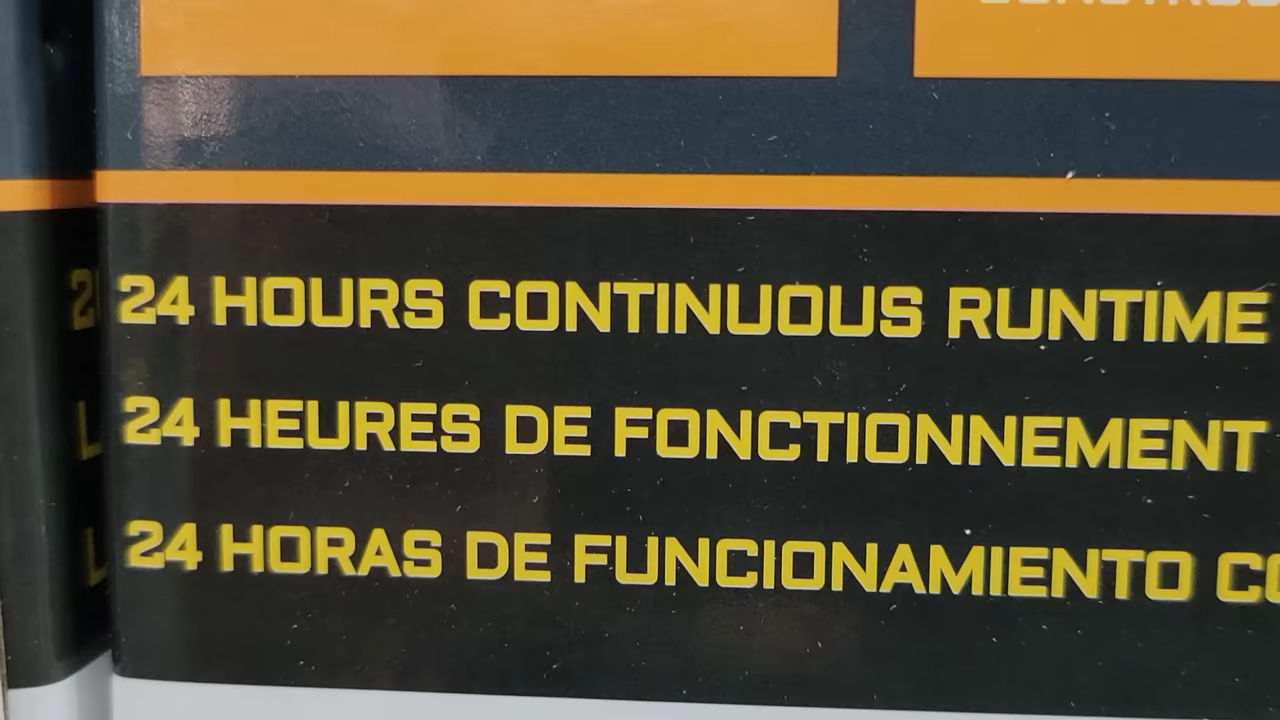 24 HOURS CONTINUOUS RUNTIME
24 HEURES DE FONCTIONNEMENT
24 HORAS DE FUNCIONAMIENTO